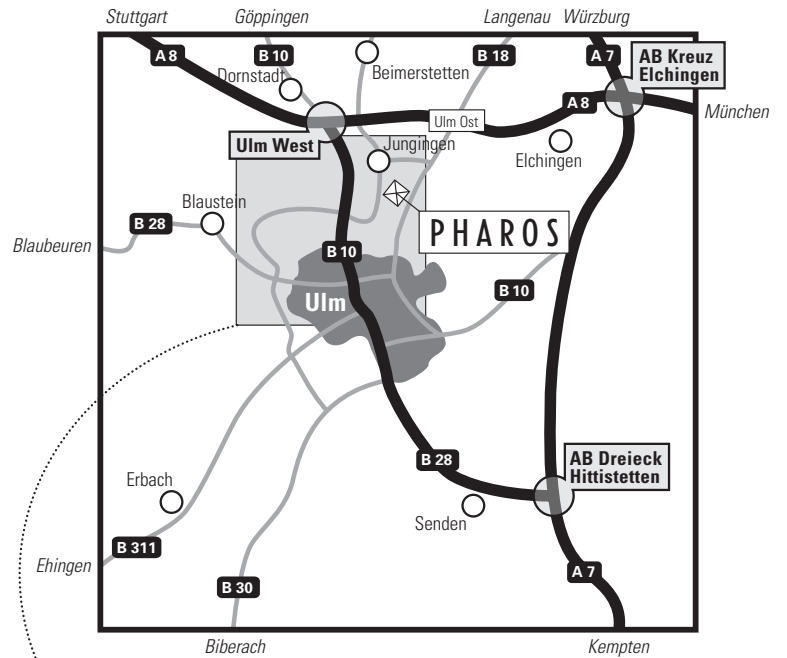 Stuttgart
Göppingen
Langenau
Würzburg
A 8
B 10
B 18
A 7
AB Kreuz
Elchingen
Dornstadt
Beimerstetten
A 8
München
Ulm Ost
Ulm West
Jungingen
Elchingen
Blaustein
B 28
PHAROS
Blaubeuren
B 10
B 10
Ulm
B 28
AB Dreieck
Hittistetten
Erbach
Senden
B 311
Ehingen
A 7
B 30
Biberach
Kempten